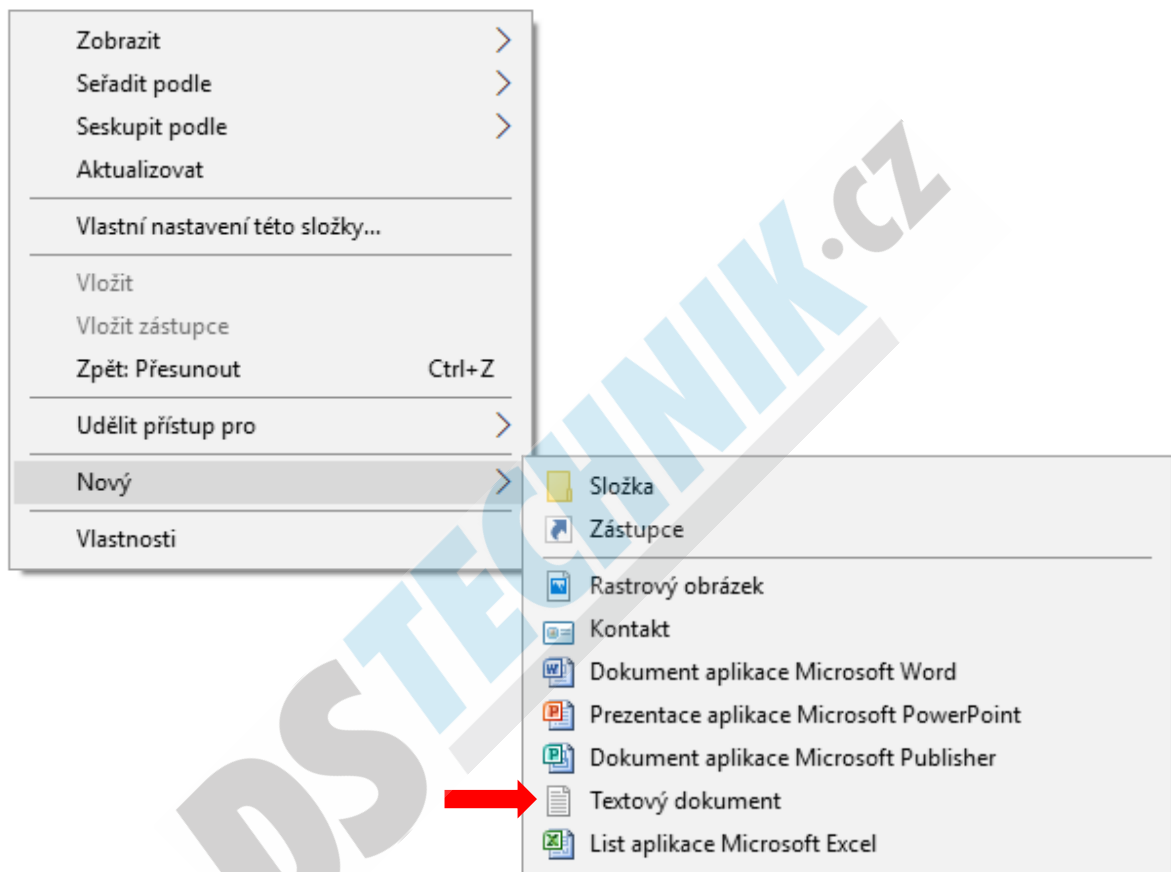 Zobrazit
Seřadit podle
Seskupit podle
Aktualizovat
Vlastní nastavení této složky...
Vložit
Vložit zástupce
Zpět: Přesunout Ctrl+Z
Udělit přístup pro
Nový
Vlastnosti
Složka
Zástupce
Rastrový obrázek
Kontakt
Dokument aplikace Microsoft Word
Prezentace aplikace Microsoft PowerPoint
Dokument aplikace Microsoft Publisher
Textový dokument
List aplikace Microsoft Excel
DSTECHNIK.CZ